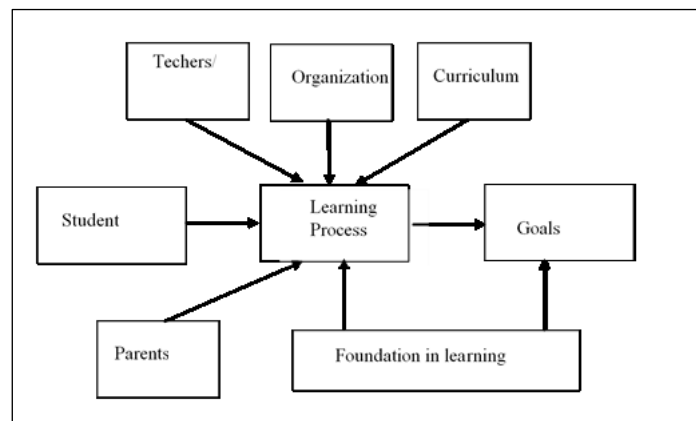 Techers/
Organization
Curriculum
Student
Learning
Process
Goals
Parents
Foundation in learning